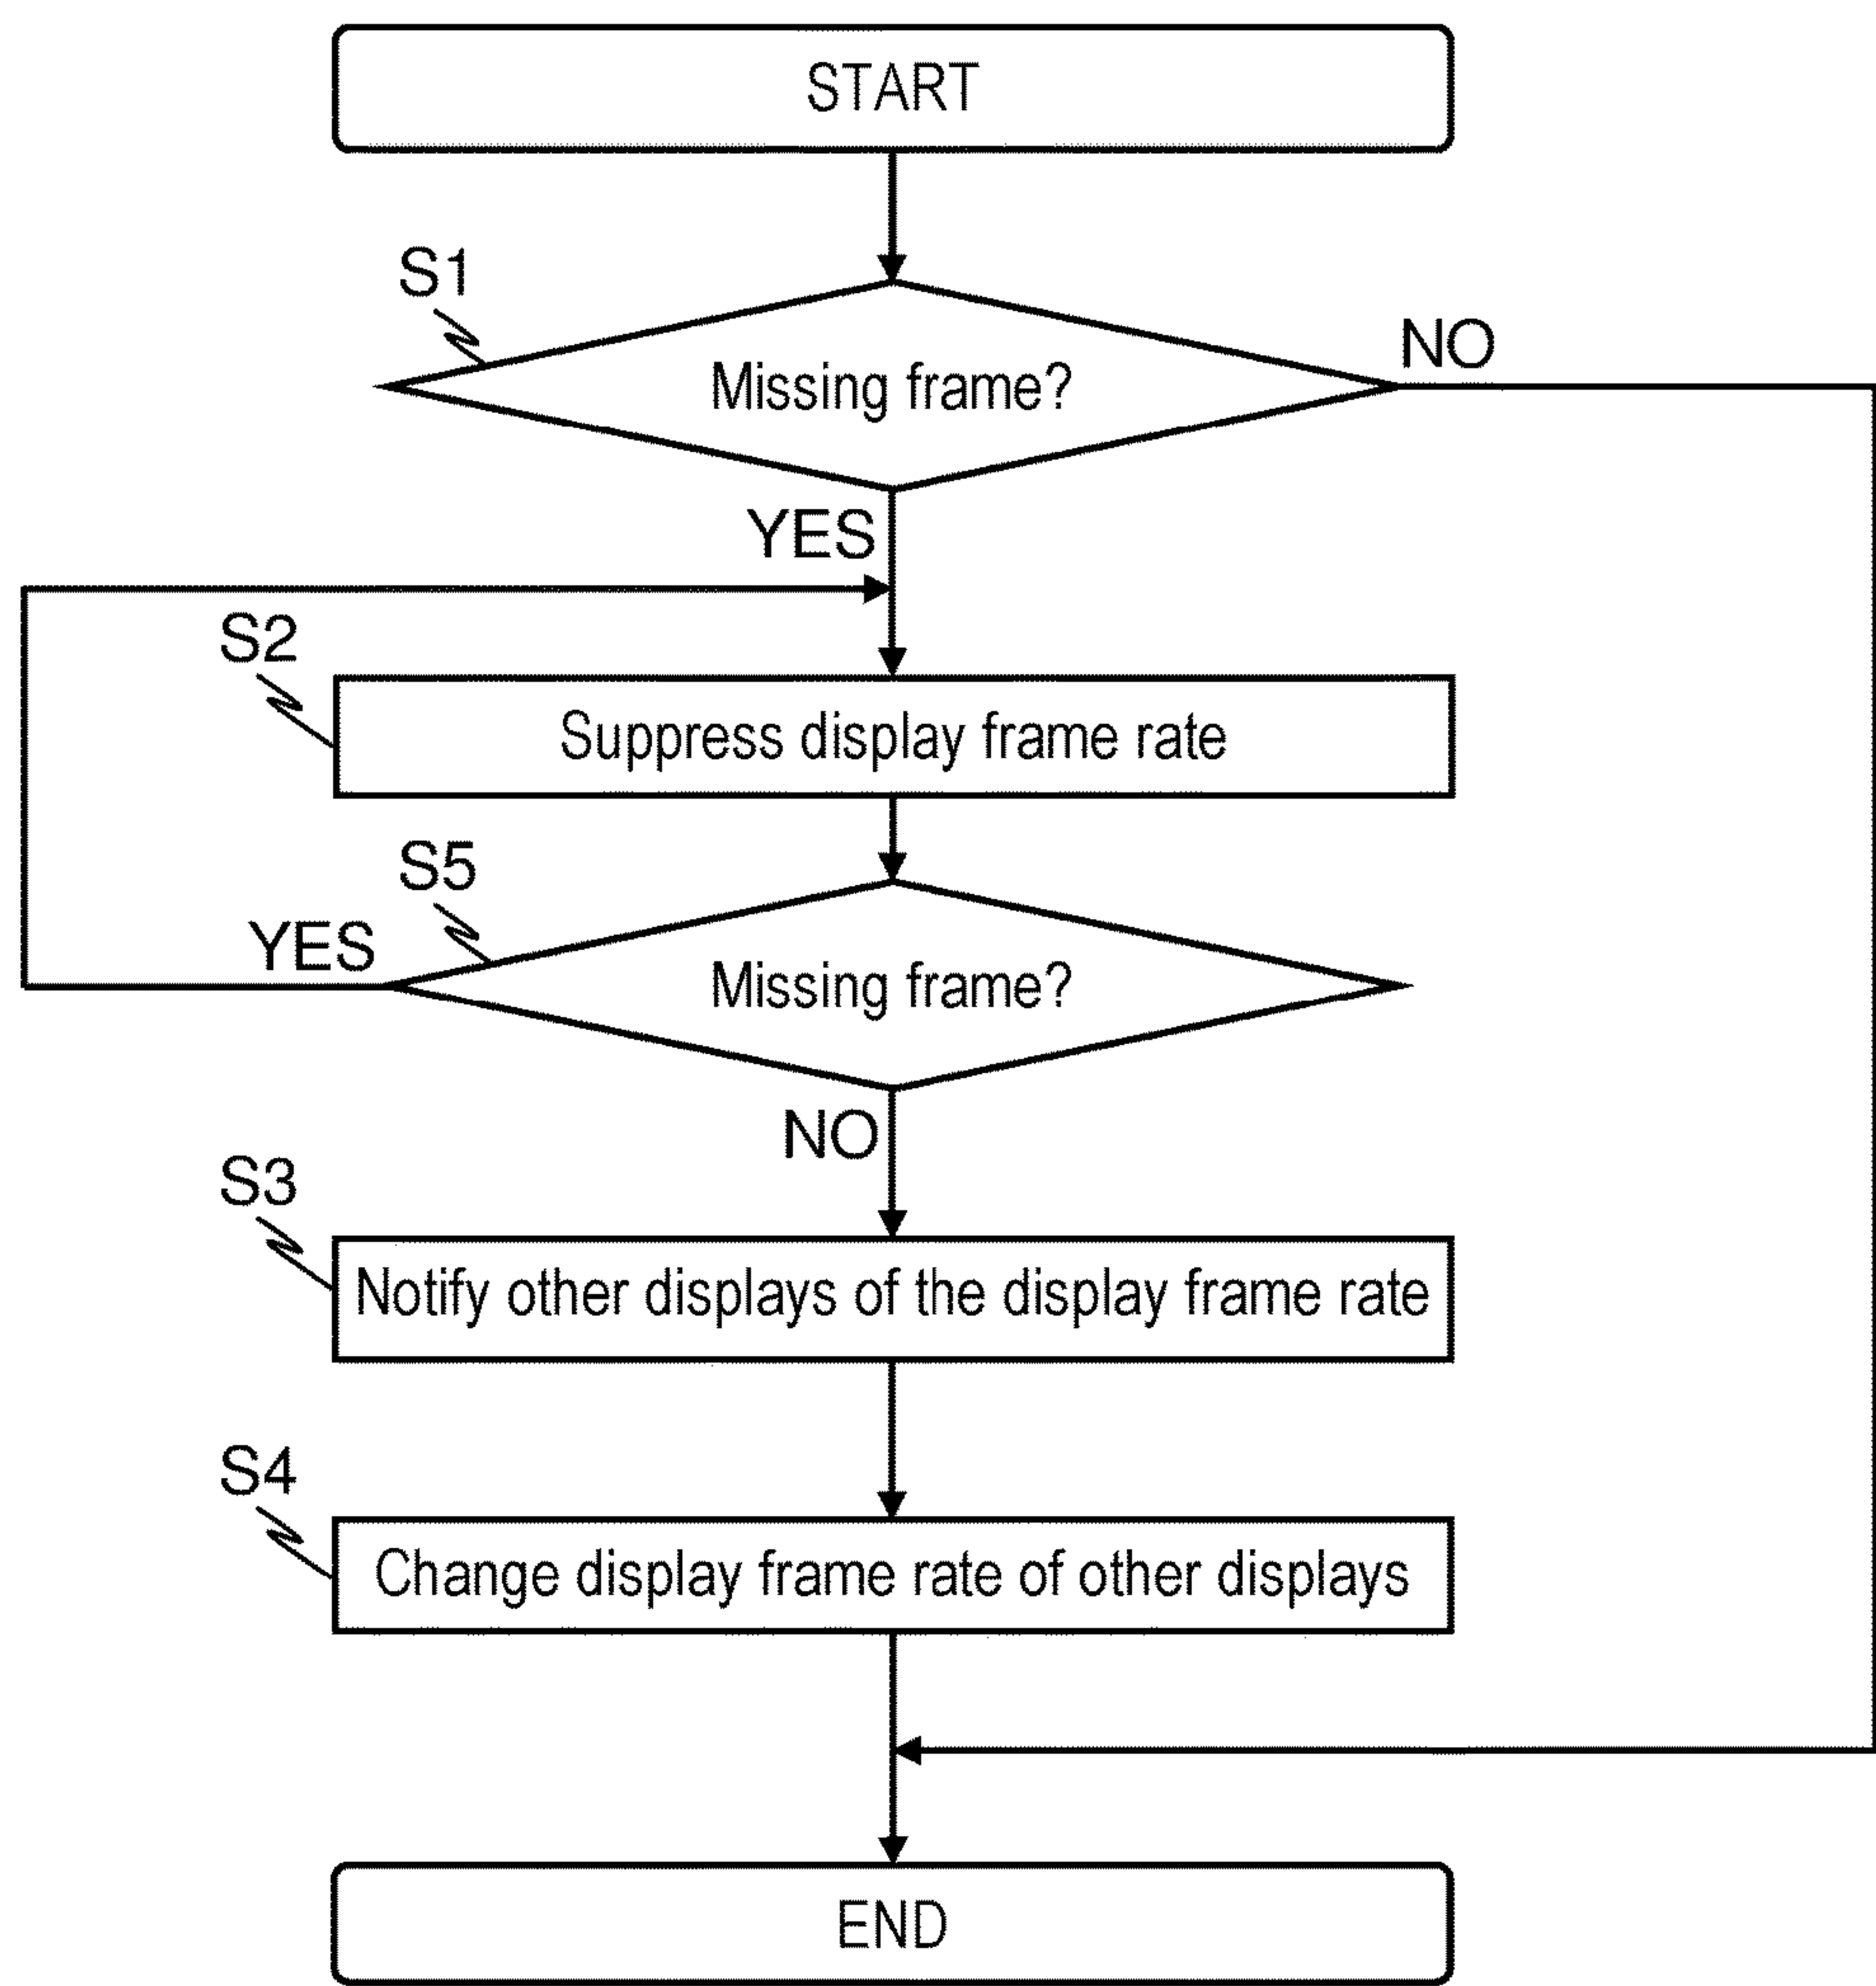 START
S1
NO
Missing frame?
YES
S2
Suppress display frame rate
S5
YES
Missing frame?
NO
S3
Notify other displays of the display frame rate
S4
Change display frame rate of other displays
END